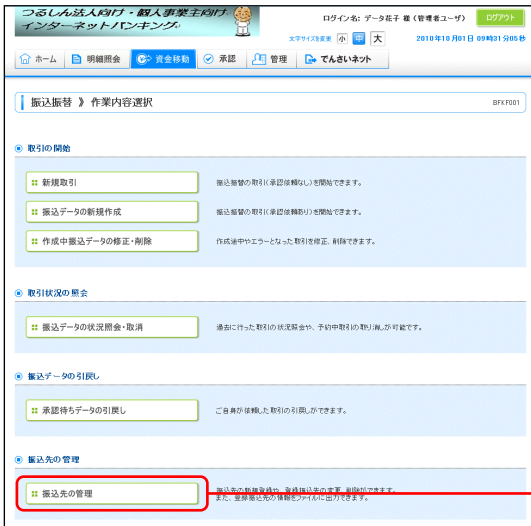 つるしん法人向け・個人事業主向け
インターネットバンキング
ログイン名: データ花子 様 (管理者ユーザ)
ログアウト
文字サイズを変更 小 中 大
2010年10月01日 09時31分05秒
ホーム 明細照会 資金移動 承認 管理 でんさいネット
振込振替 》 作業内容選択
BFKF001
取引の開始
新規取引
振込振替の取引(承認依頼なし)を開始できます。
振込データの新規作成
振込振替の取引(承認依頼あり)を開始できます。
作成中振込データの修正・削除
作成途中やエラーとなった取引を修正、削除できます。
取引状況の照会
振込データの状況照会・取消
過去に行った取引の状況照会や、予約中取引の取り消しが可能です。
振込データの引戻し
承認待ちデータの引戻し
ご自身が依頼した取引の引戻しができます。
振込先の管理
振込先の管理
振込先の新規登録や、登録振込先の変更、削除ができます。
また、登録振込先の情報をファイルに出力できます。